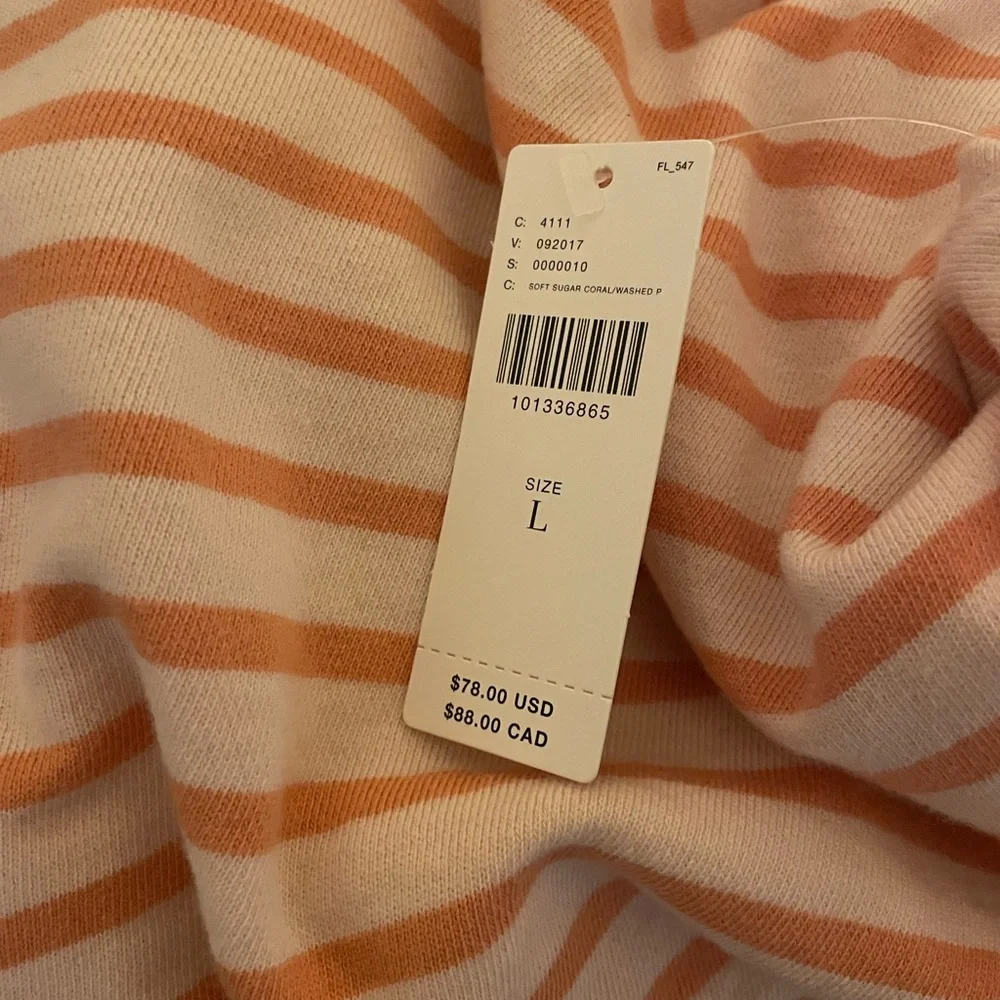 FL_547
C: 4111
V: 092017
S: 0000010
C: SOFT SUGAR CORAL/WASHED P
101336865
SIZE
L
$78.00 USD
$88.00 CAD